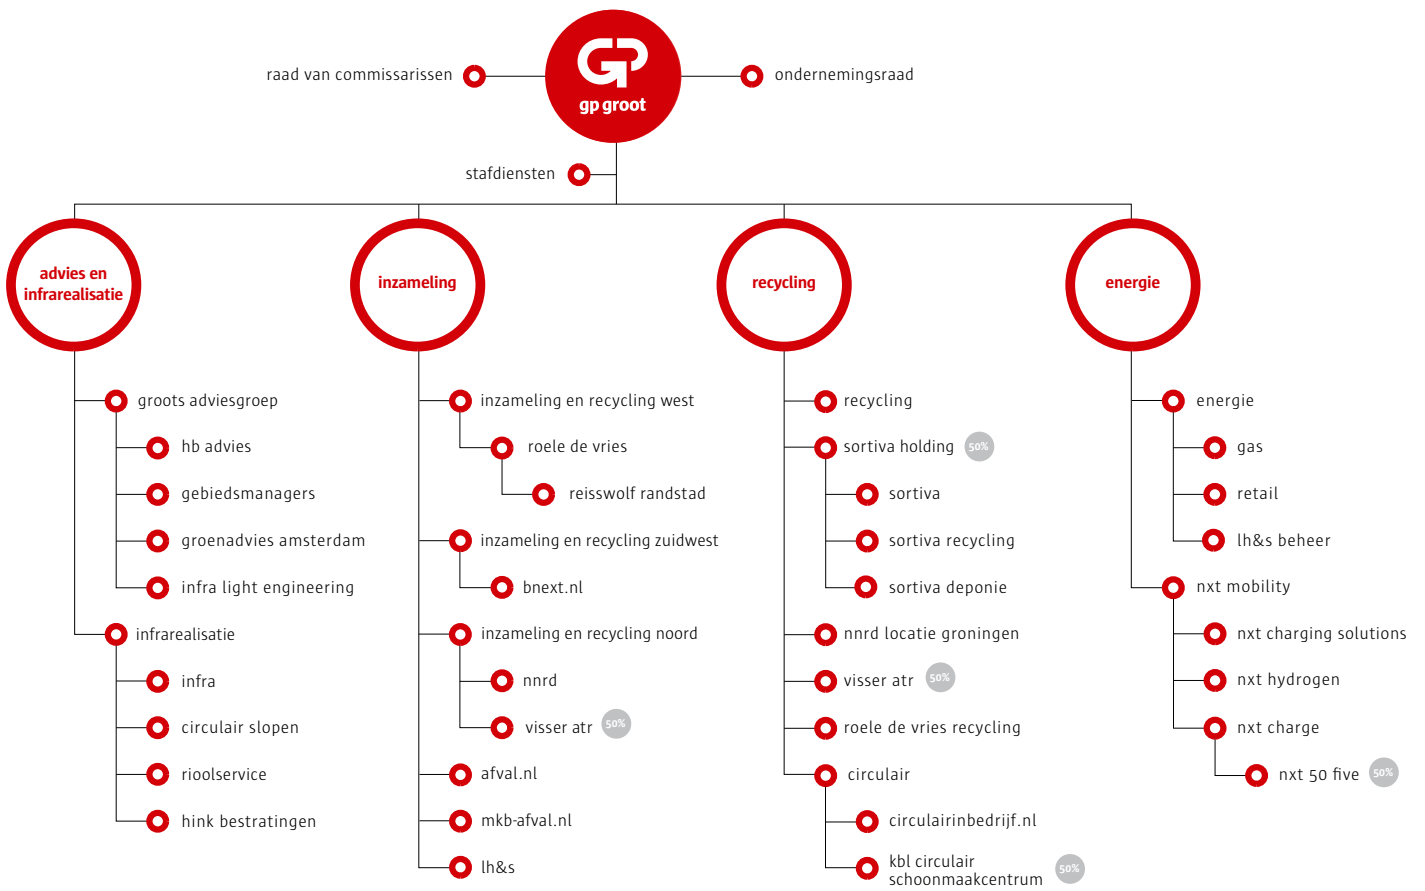 GP
gp groot
raad van commissarissen
ondernemingsraad
stafdiensten
advies en
infrarealisatie
groots adviesgroep
hb advies
gebiedsmanagers
groenadvies amsterdam
infra light engineering
infrarealisatie
infra
circulair slopen
rioolservice
hink bestratingen
inzameling
inzameling en recycling west
roele de vries
reisswolf randstad
inzameling en recycling zuidwest
bnext.nl
inzameling en recycling noord
nnrd
visser atr 50%
afval.nl
mkb-afval.nl
lh&s
recycling
recycling
sortiva holding 50%
sortiva
sortiva recycling
sortiva deponie
nnrd locatie groningen
visser atr 50%
roele de vries recycling
circulair
circulairinbedrijf.nl
kbl circulair
schoonmaakcentrum 50%
energie
energie
gas
retail
lh&s beheer
nxt mobility
nxt charging solutions
nxt hydrogen
nxt charge
nxt 50 five 50%